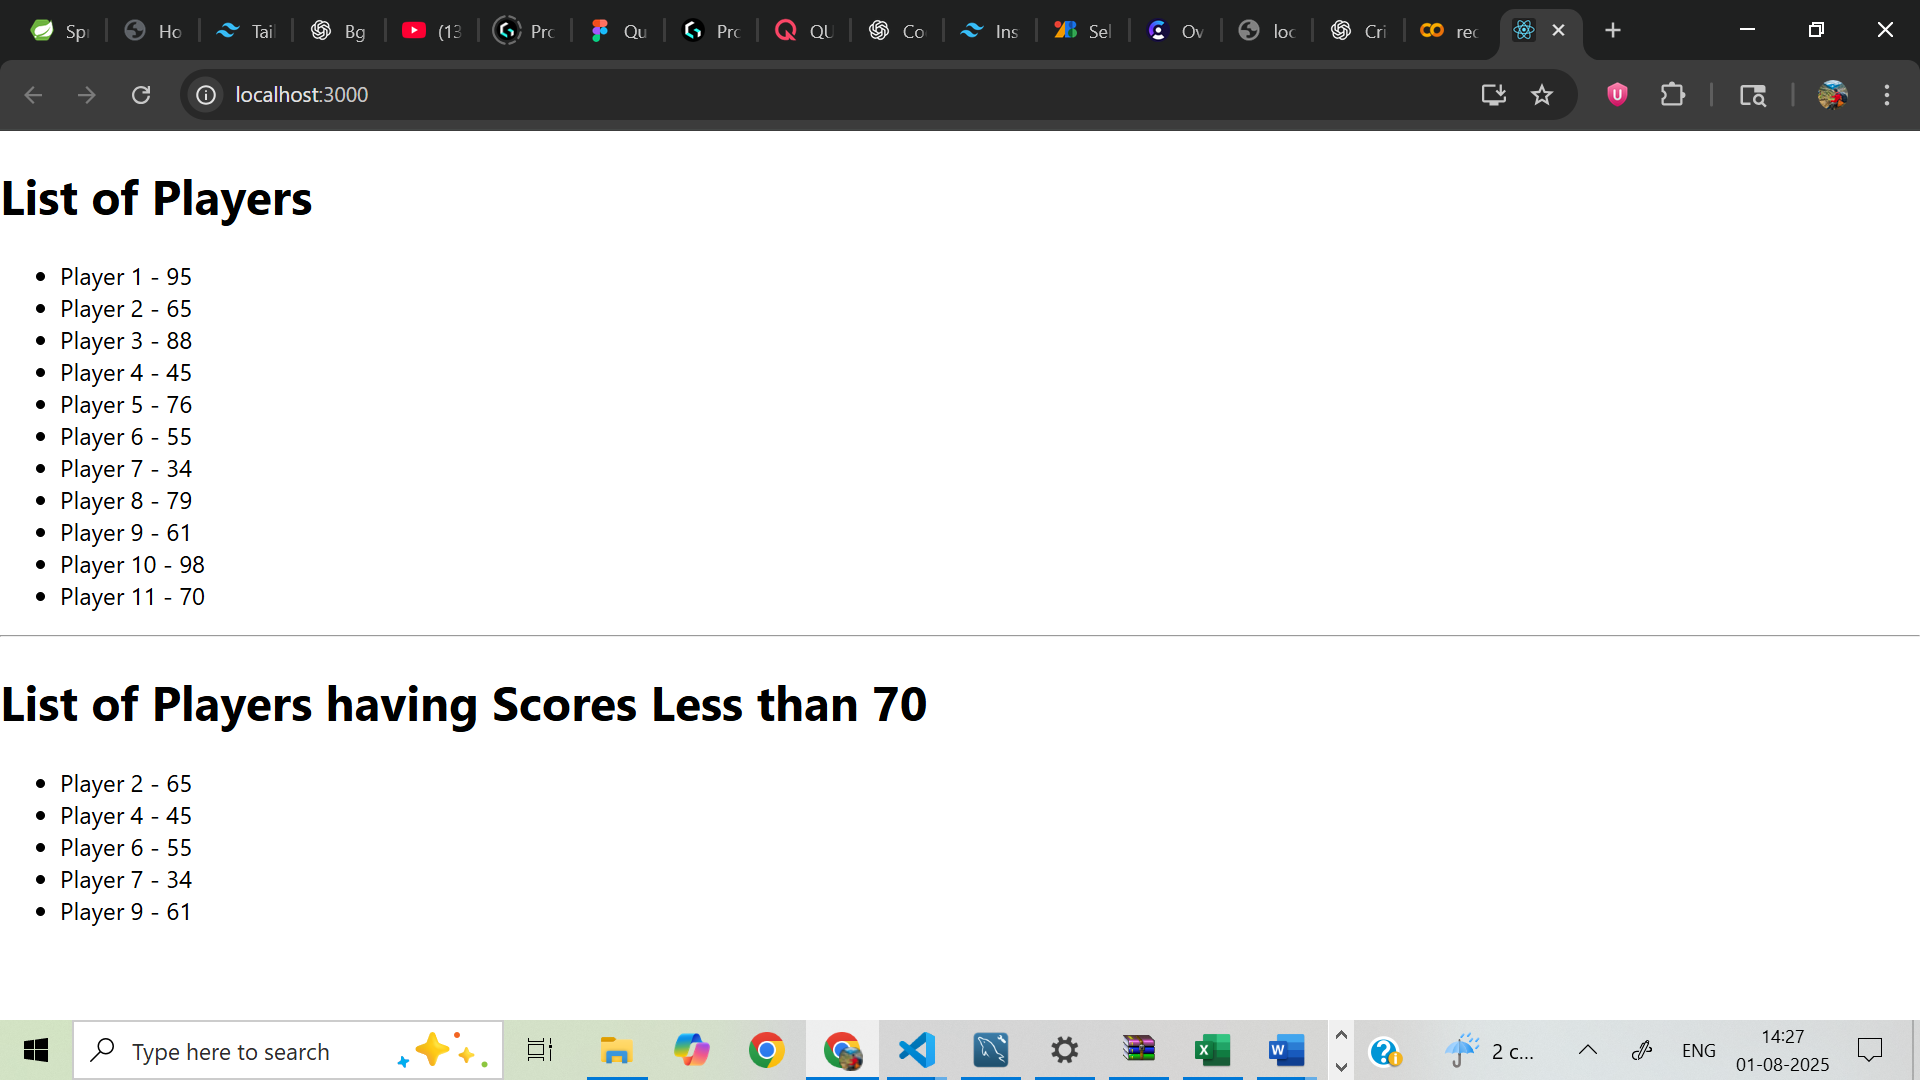 Spr Ho Tail Bg (13 Pro Qu Pro QU Co Ins Sel Ov loc Cri rec
localhost:3000
List of Players
• Player 1 - 95
• Player 2 - 65
• Player 3 - 88
• Player 4 - 45
• Player 5 - 76
• Player 6 - 55
• Player 7 - 34
• Player 8 - 79
• Player 9 - 61
• Player 10 - 98
• Player 11 - 70
List of Players having Scores Less than 70
• Player 2 - 65
• Player 4 - 45
• Player 6 - 55
• Player 7 - 34
• Player 9 - 61
Type here to search
2 c...
ENG
14:27
01-08-2025